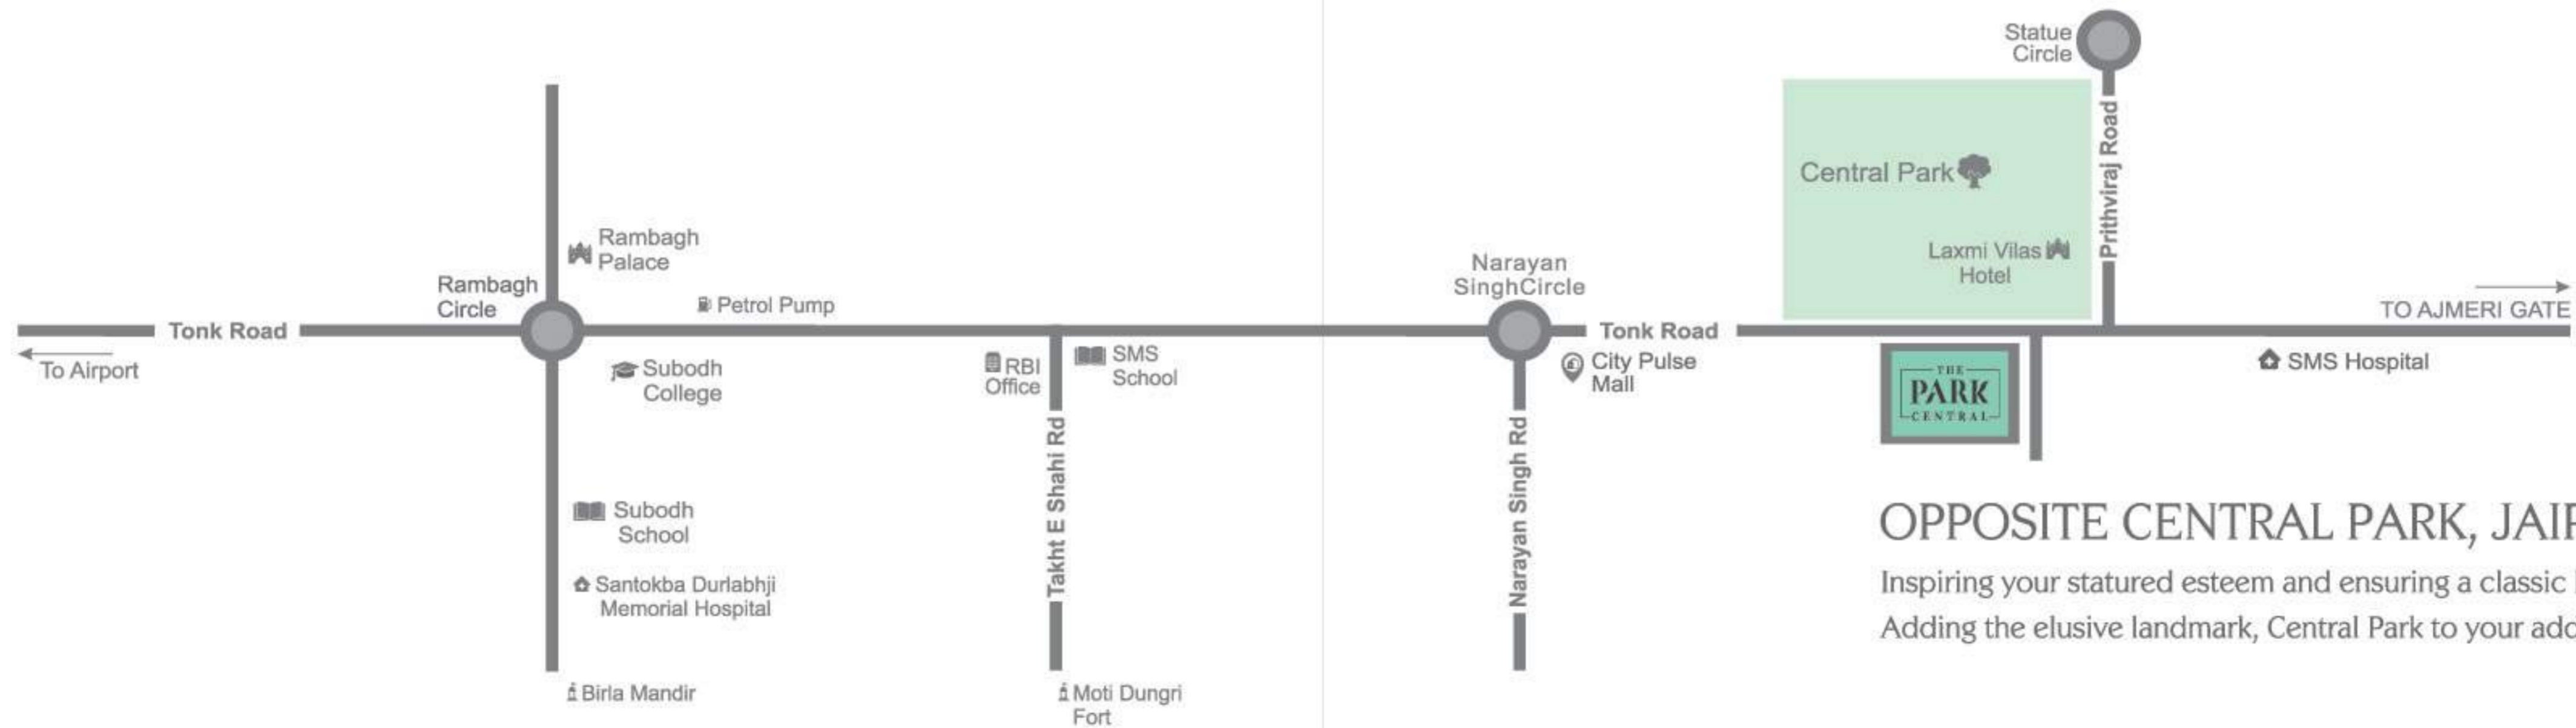 Statue
Circle
Prithviraj Road
Central Park
Laxmi Vilas
Hotel
Rambagh
Palace
Rambagh
Circle
Petrol Pump
Narayan
SinghCircle
TO AJMERI GATE
Tonk Road
Tonk Road
To Airport
Subodh
College
RBI
Office
SMS
School
City Pulse
Mall
THE
PARK
CENTRAL
SMS Hospital
Takht E Shahi Rd
Narayan Singh Rd
Subodh
School
Santokba Durlabhji
Memorial Hospital
Birla Mandir
Moti Dungri
Fort
OPPOSITE CENTRAL PARK,
Inspiring your statured esteem and ensuring a classic
Adding the elusive landmark, Central Park to your